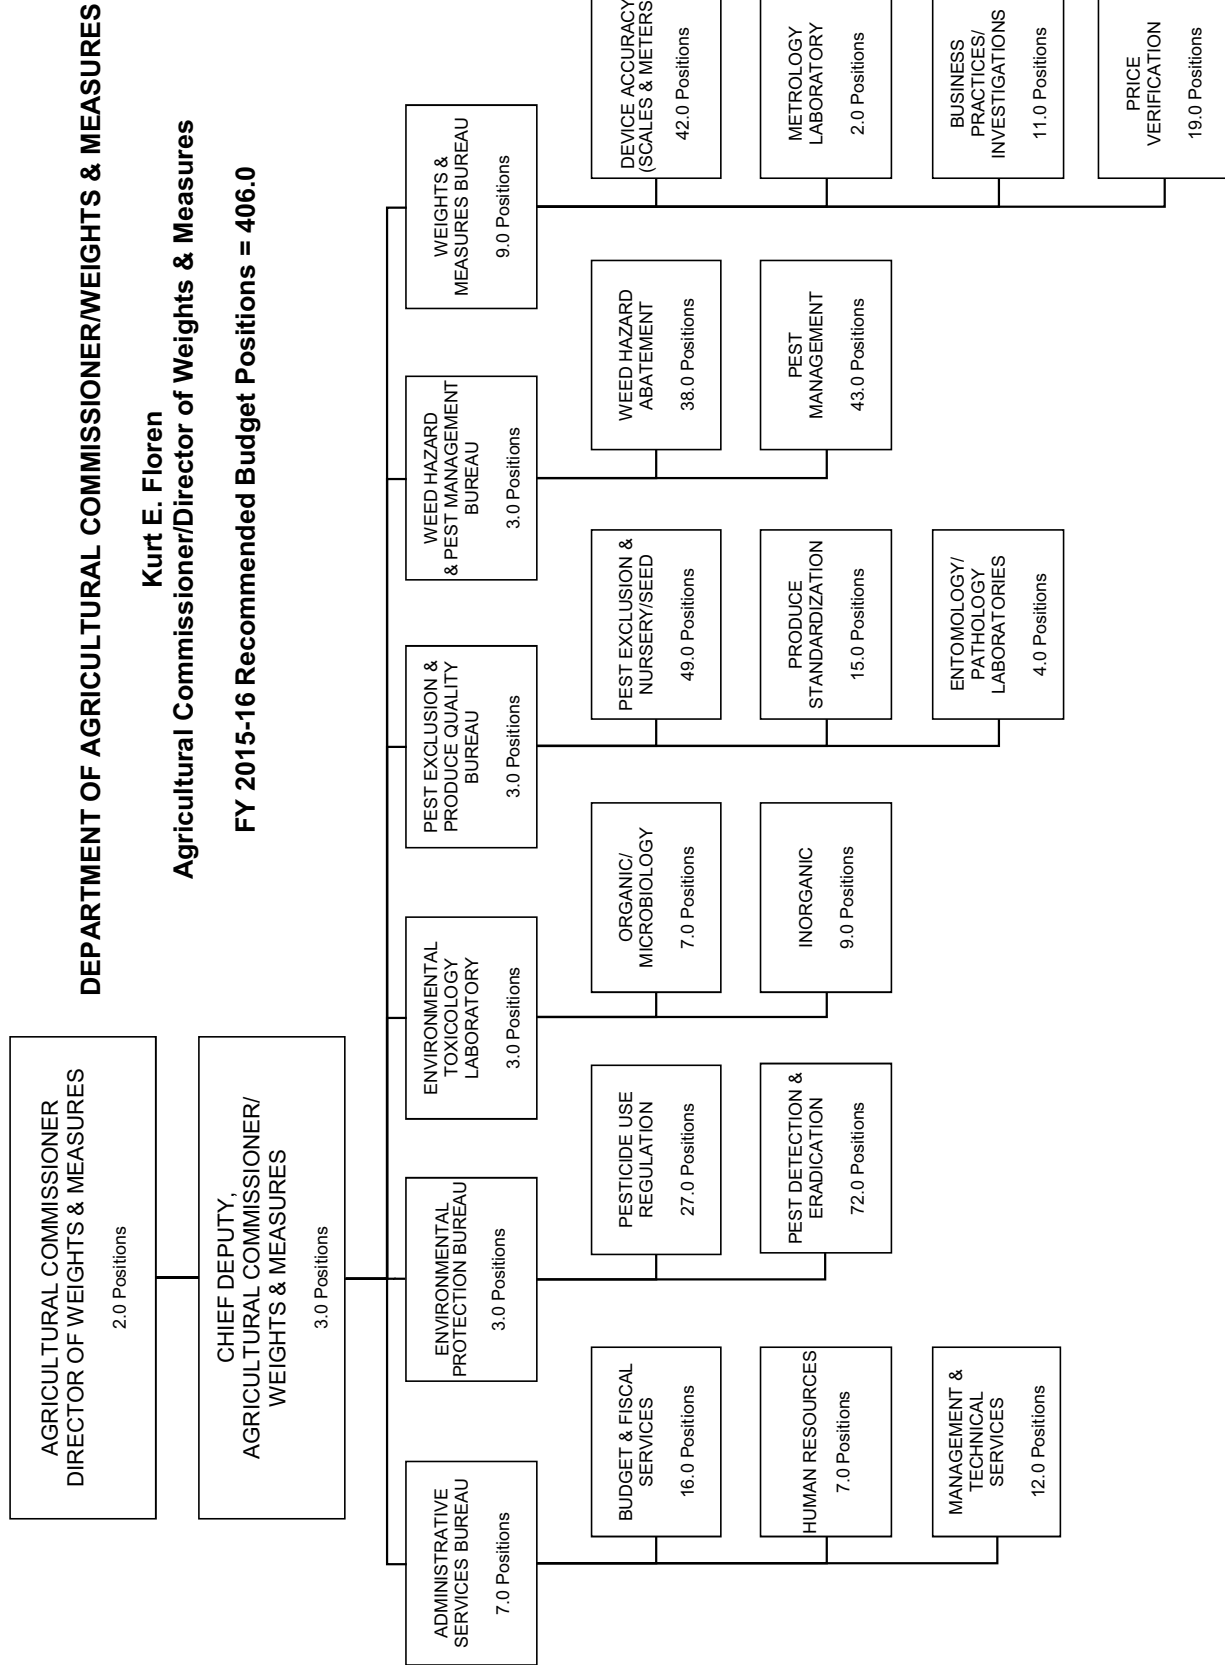 DEPARTMENT OF AGRICULTURAL COMMISSIONER/WEIGHTS & MEASURES
Kurt E. Floren
Agricultural Commissioner/Director of Weights & Measures
FY 2015-16 Recommended Budget Positions = 406.0
AGRICULTURAL COMMISSIONER
DIRECTOR OF WEIGHTS & MEASURES
2.0 Positions
CHIEF DEPUTY,
AGRICULTURAL COMMISSIONER/
WEIGHTS & MEASURES
3.0 Positions
ADMINISTRATIVE
SERVICES BUREAU
7.0 Positions
BUDGET & FISCAL
SERVICES
16.0 Positions
HUMAN RESOURCES
7.0 Positions
MANAGEMENT &
TECHNICAL
SERVICES
12.0 Positions
ENVIRONMENTAL
PROTECTION BUREAU
3.0 Positions
PESTICIDE USE
REGULATION
27.0 Positions
PEST DETECTION &
ERADICATION
72.0 Positions
ENVIRONMENTAL
TOXICOLOGY
LABORATORY
3.0 Positions
ORGANIC/
MICROBIOLOGY
7.0 Positions
INORGANIC
9.0 Positions
PEST EXCLUSION &
PRODUCE QUALITY
BUREAU
3.0 Positions
PEST EXCLUSION &
NURSERY/SEED
49.0 Positions
PRODUCE
STANDARDIZATION
15.0 Positions
ENTOMOLOGY/
PATHOLOGY
LABORATORIES
4.0 Positions
WEED HAZARD
& PEST MANAGEMENT
BUREAU
3.0 Positions
WEED HAZARD
ABATEMENT
38.0 Positions
PEST
MANAGEMENT
43.0 Positions
WEIGHTS &
MEASURES BUREAU
9.0 Positions
DEVICE ACCURACY
(SCALES & METERS
42.0 Positions
METROLOGY
LABORATORY
2.0 Positions
BUSINESS
PRACTICES/
INVESTIGATIONS
11.0 Positions
PRICE
VERIFICATION
19.0 Positions